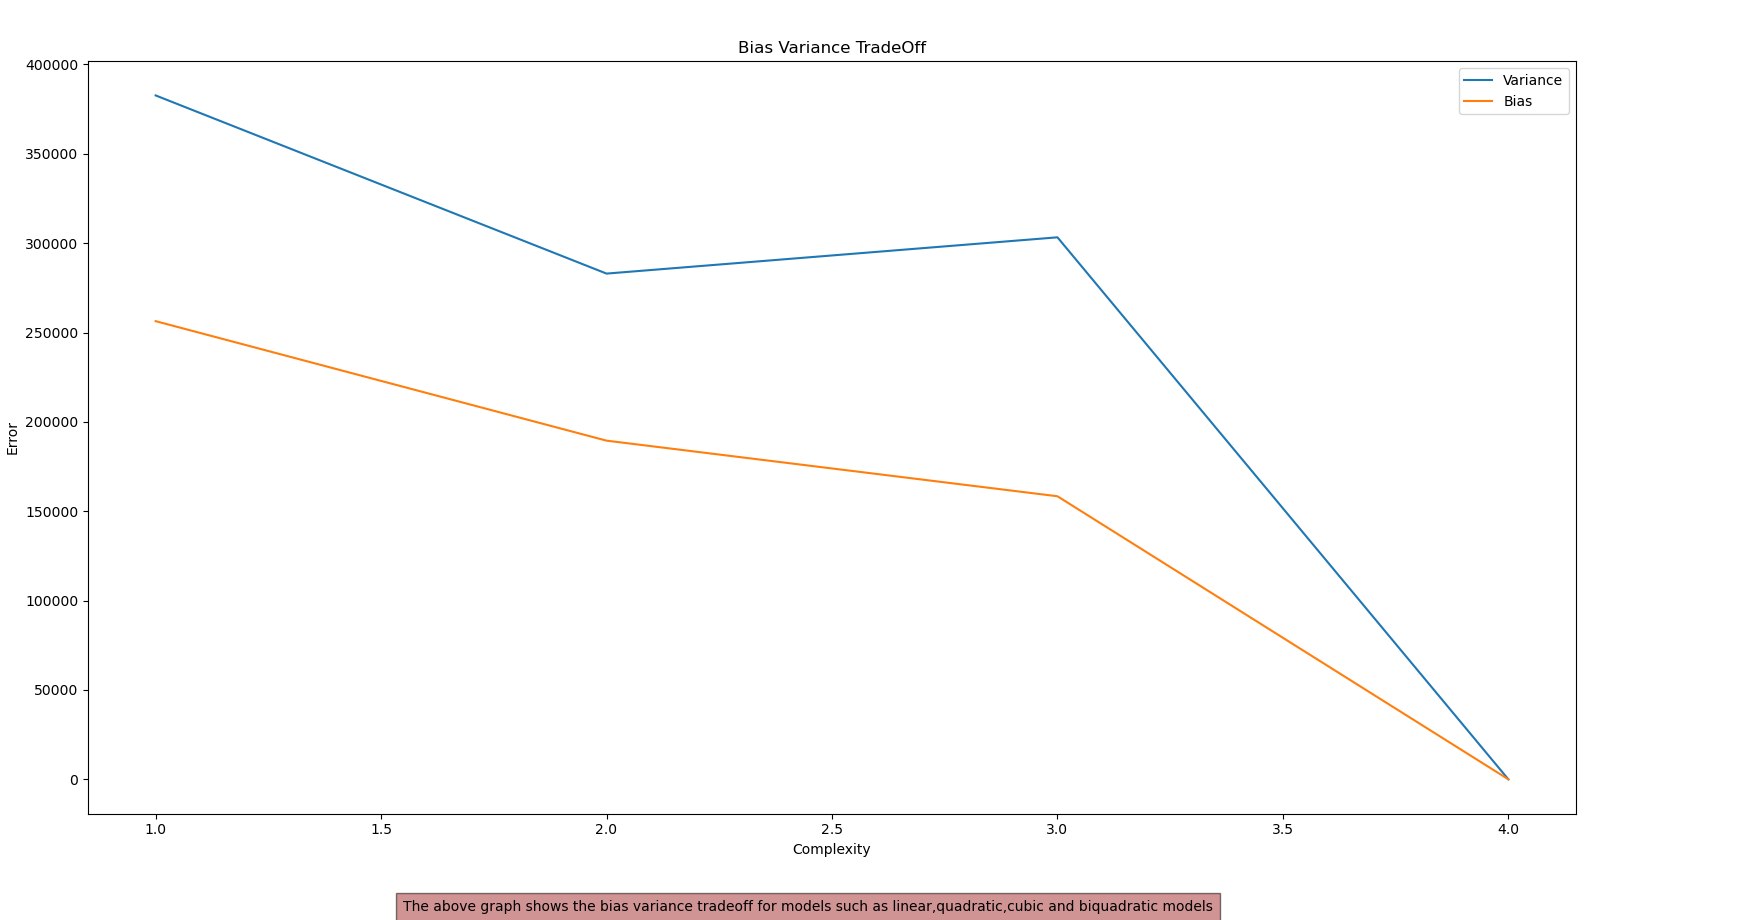 Bias Variance TradeOff
Variance
Bias
400000
350000
300000
250000
200000
150000
100000
50000
0
Error
1.0 1.5 2.0 2.5 3.0 3.5 4.0
Complexity
The above graph shows the bias variance tradeoff for models such as linear,quadratic,cubic and biquadratic models